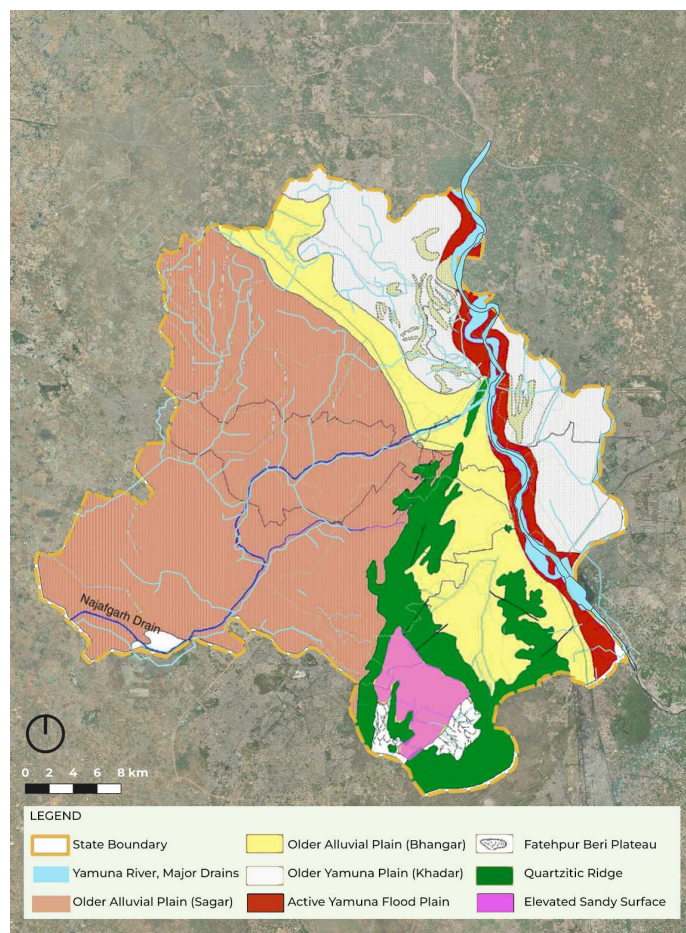 Najafgarh Drain
0 2 4 6 8 km
LEGEND
State Boundary
Older Alluvial Plain (Bhangar)
Fatehpur Beri Plateau
Yamuna River, Major Drains
Older Yamuna Plain (Khadar)
Quartzitic Ridge
Older Alluvial Plain (Sagar)
Active Yamuna Flood Plain
Elevated Sandy Surface